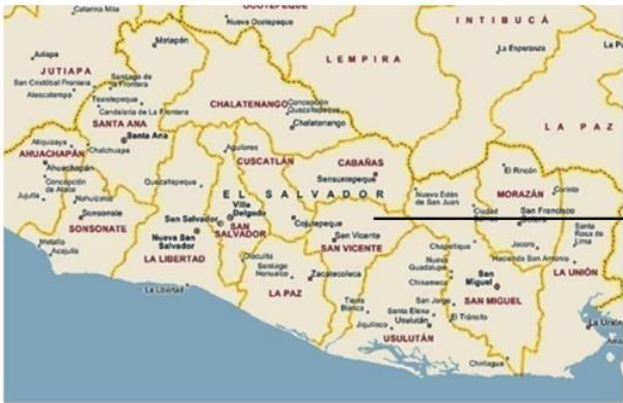 Catarina Mita
OCOTEPEQUE
Nueva Ocotepeque
INTIBUCÁ
Metapán
Jutiapa
JUTIAPA
LEMPIRA
La Esperanza
La P
San Cristóbal Frontera
Santiago de la Frontera
Atescatempa
Texistepeque
Candelaria de La Frontera
SANTA ANA
Santa Ana
CHALATENANGO
Concepción Quezaltepeque
Chalatenango
LA PAZ
Atiquizaya
Chalchuapa
AHUACHAPÁN
Ahuachapán
Concepción de Ataco
Aguilares
CUSCATLÁN
CABAÑAS
Sensuntepeque
El Rincón
MORAZÁN
Corinto
Jujutla
Nahuizalco
Quezaltepeque
EL SALVADOR
Nuevo Edén de San Juan
Sonsonate
SONSONATE
San Salvador
Villa Delgado
SAN SALVADOR
Cojutepeque
Ciudad
San Francisco
Santa Rosa de Lima
Metalío
Acajutla
Nueva San Salvador
LA LIBERTAD
San Vicente
SAN VICENTE
Chapeltique
Jocoro
Hacienda San Antonio
Olocuilta
Santiago Nonualco
Zacatecoleca
Nueva Guadalupe
Chinameca
San Miguel
LA UNIÓN
La Libertad
LA PAZ
Tierra Blanca
San Jorge
SAN MIGUEL
Santa Elena
Usulután
Jiquilisco
El Tránsito
USULUTÁN
La Unión
Chirilagua